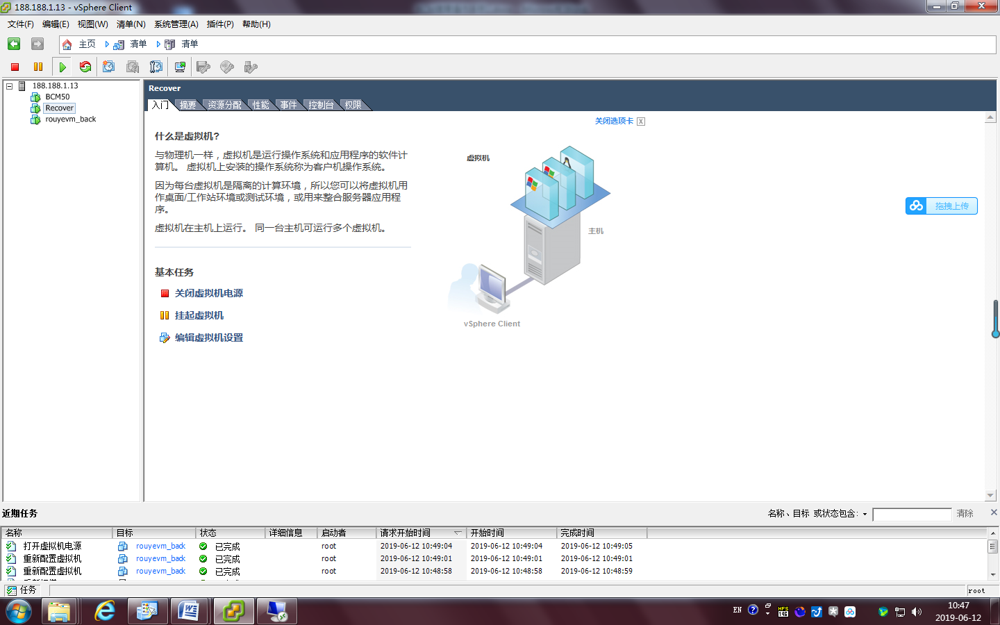 188.188.1.13 - vSphere Client
文件(F) 编辑(E) 视图(W) 清单(N) 系统管理(A) 插件(P) 帮助(H)
主页 清单 清单
188.188.1.13
BCM50
Recover
rouyevm_back
Recover
入门 摘要 资源分配 性能 事件 控制台 权限
关闭选项卡 X
什么是虚拟机?
与物理机一样，虚拟机是运行操作系统和应用程序的软件计
算机。 虚拟机上安装的操作系统称为客户机操作系统。
因为每台虚拟机是隔离的计算环境，所以您可以将虚拟机用
作桌面/工作站环境或测试环境，或用来整合服务器应用程
序。
虚拟机在主机上运行。 同一台主机可运行多个虚拟机。
基本任务
关闭虚拟机电源
挂起虚拟机
编辑虚拟机设置
虚拟机
主机
vSphere Client
拖拽上传
近期任务
名称、目标 或状态包含: 清除
名称 目标 状态 详细信息 启动者 请求开始时间 开始时间 完成时间
打开虚拟机电源 rouyevm_back 已完成 root 2019-06-12 10:49:04 2019-06-12 10:49:04 2019-06-12 10:49:05
重新配置虚拟机 rouyevm_back 已完成 root 2019-06-12 10:49:01 2019-06-12 10:49:01 2019-06-12 10:49:01
重新配置虚拟机 rouyevm_back 已完成 root 2019-06-12 10:48:58 2019-06-12 10:48:58 2019-06-12 10:48:59
任务
root
EN
HFS
10:47
2019-06-12